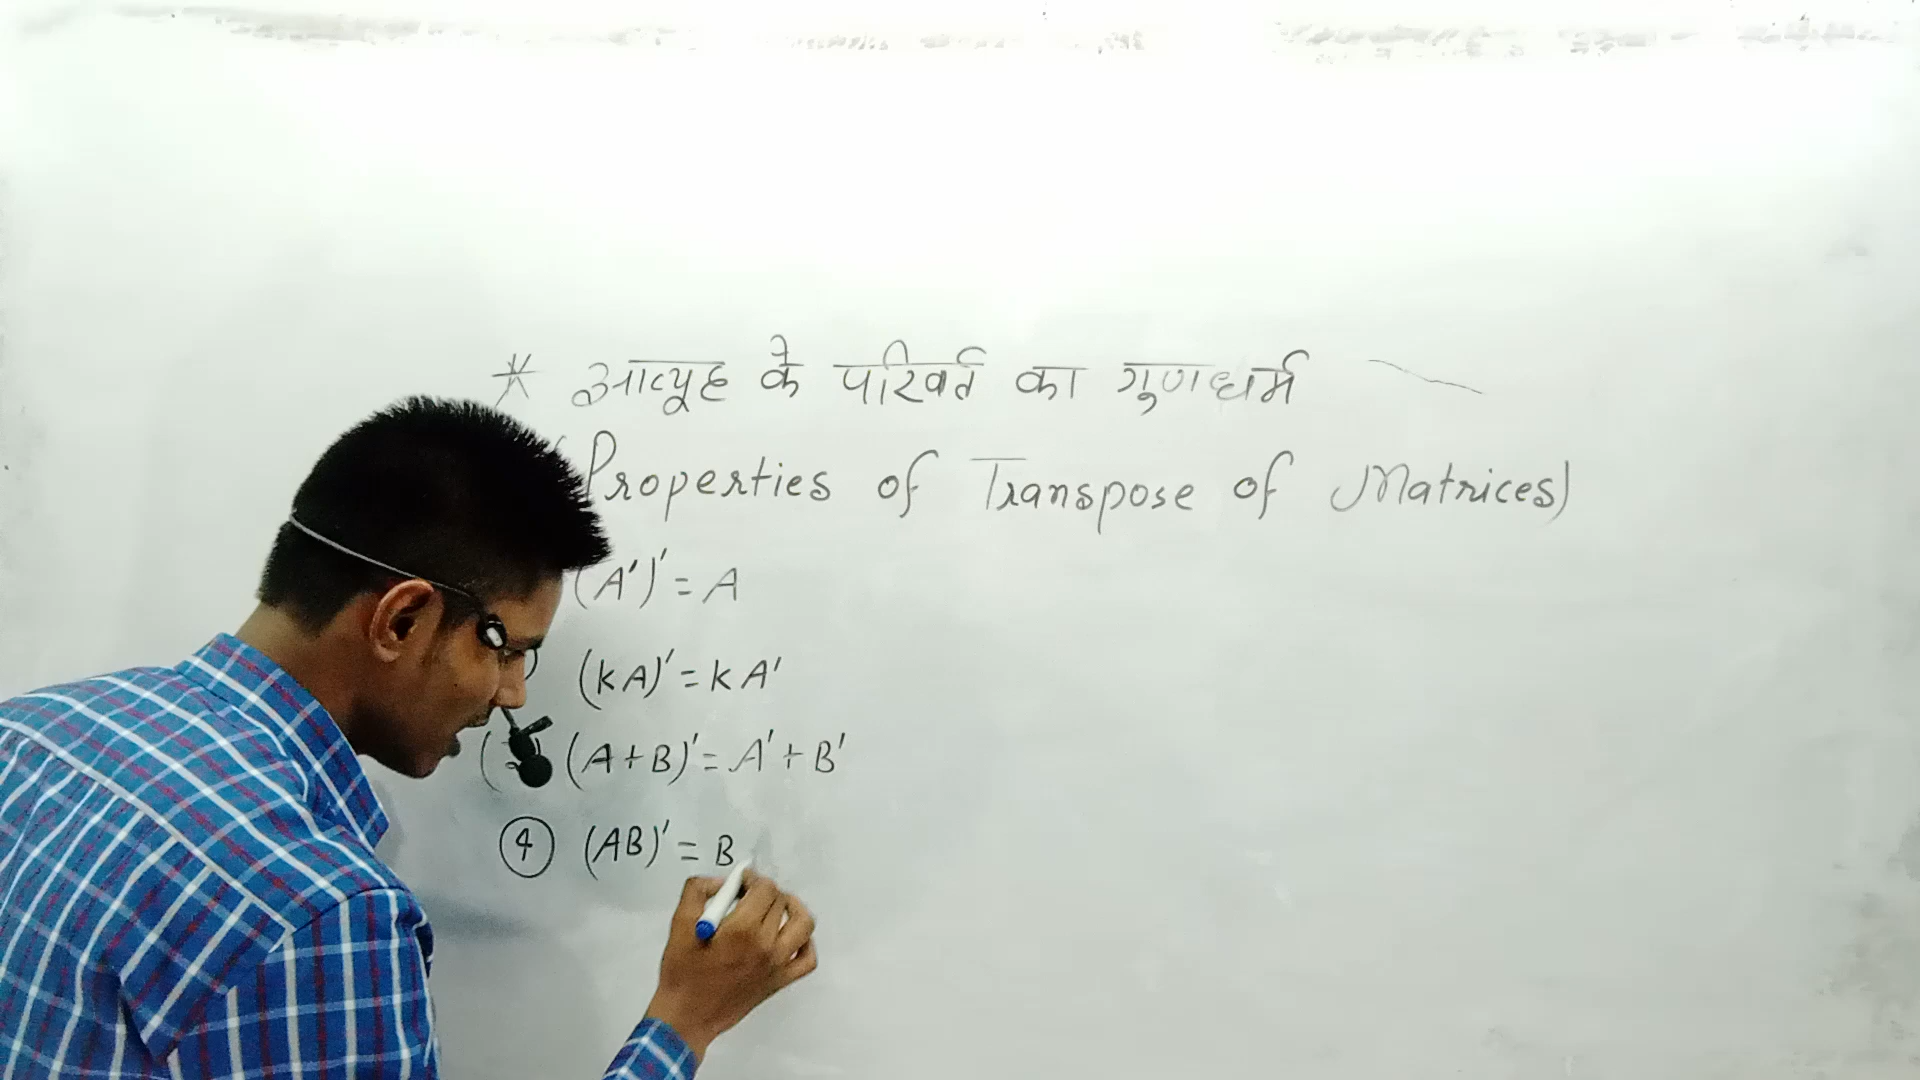 * आव्यूह के परिवर्त का गुणधर्म
(Properties of Transpose of Matrices)
(A')' = A
(kA)' = kA'
(A+B)' = A'+B'
④ (AB)' = B